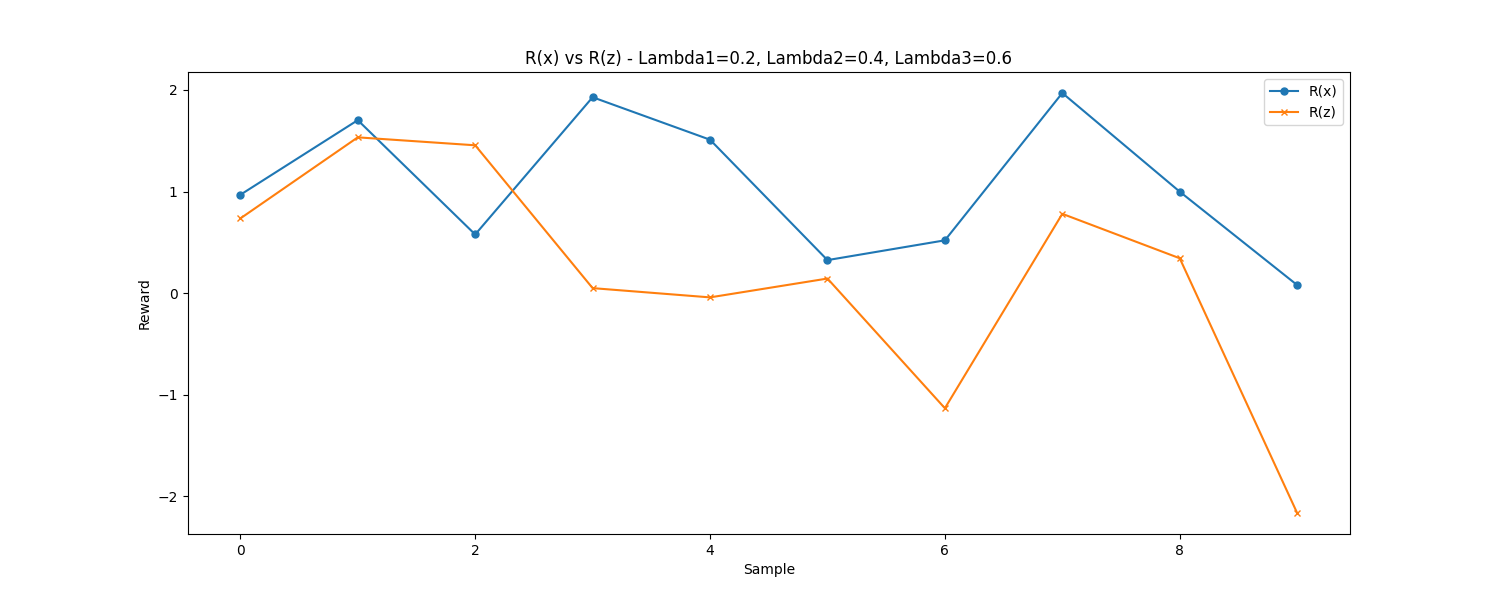 R(x) vs R(z) - Lambda1=0.2, Lambda2=0.4, Lambda3=0.6
R(x)
R(z)
2
1
0
−1
−2
Reward
0 2 4 6 8
Sample